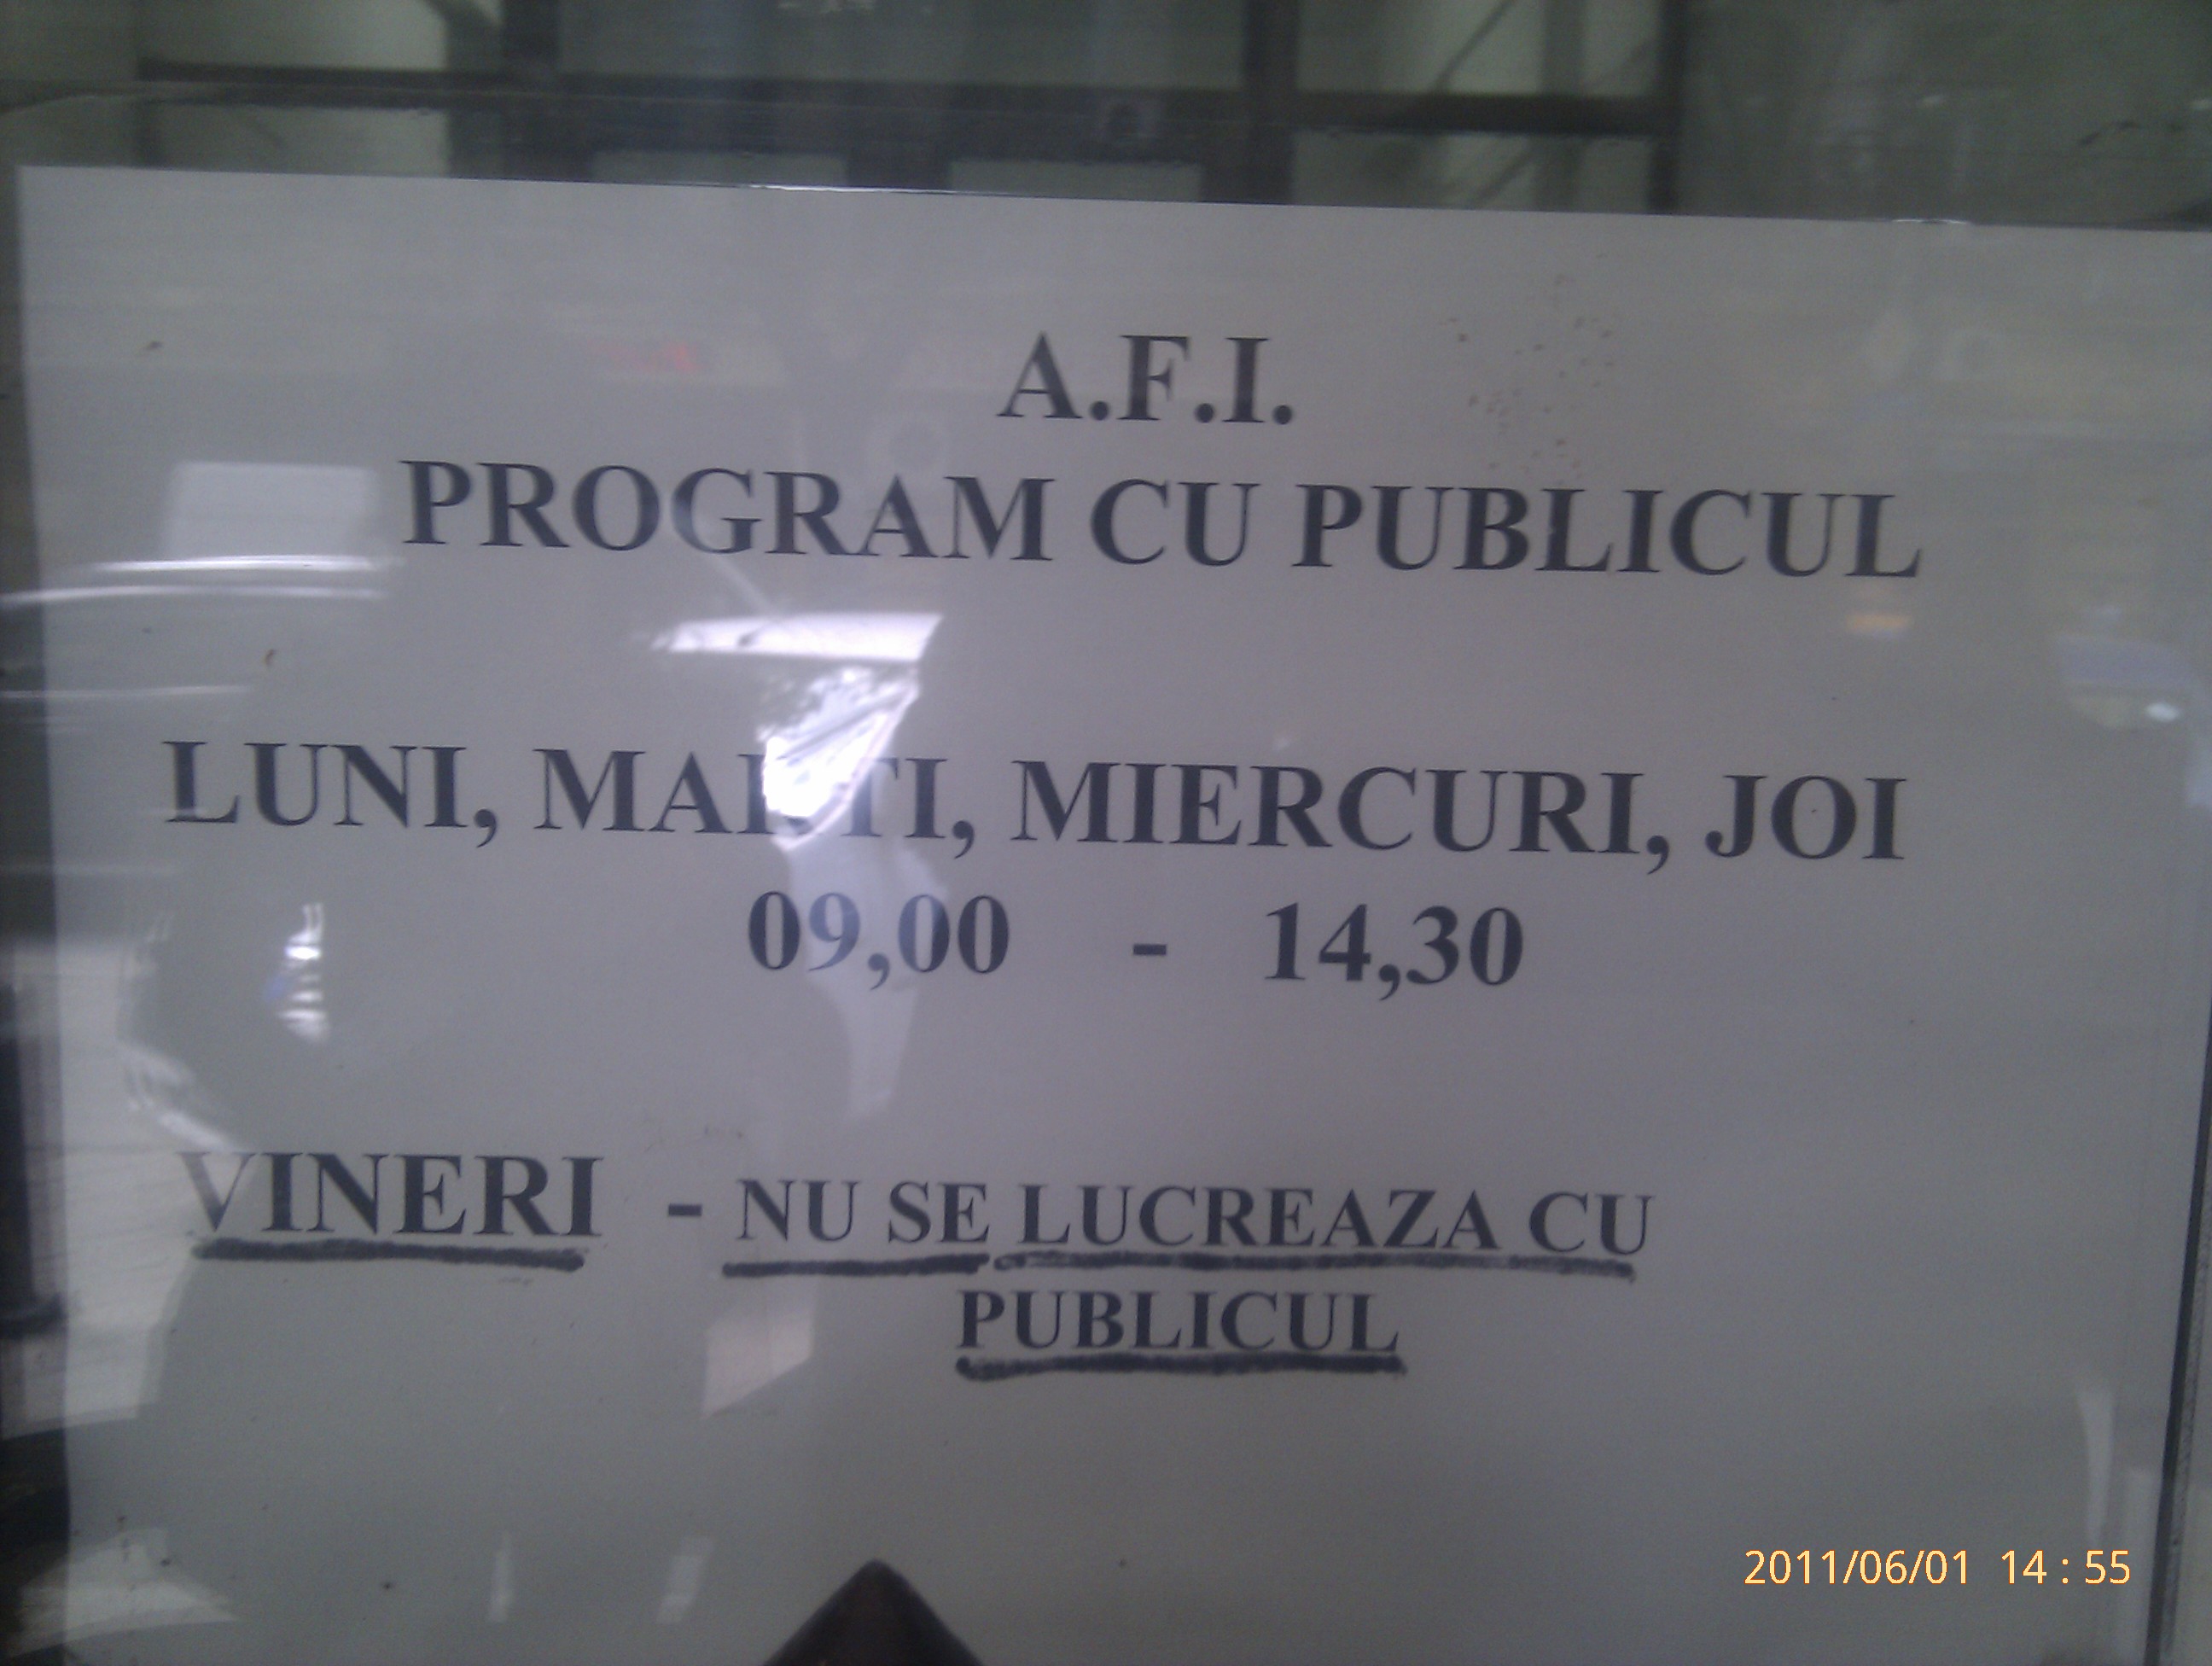 A.F.I.
PROGRAM CU PUBLICUL
LUNI, MARTI, MIERCURI, JOI
09,00 - 14,30
VINERI - NU SE LUCREAZA CU
PUBLICUL
2011/06/01 14:55